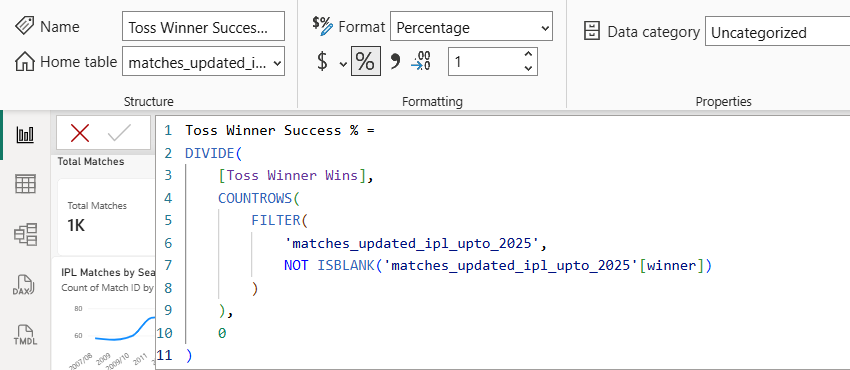 Name
Toss Winner Succes...
Home table
matches_updated_i...
Structure
Format
Percentage
$
%
,
.00
→0
1
Formatting
Data category
Uncategorized
Properties
1 Toss Winner Success % =
2 DIVIDE(
3 [Toss Winner Wins],
4 COUNTROWS(
5 FILTER(
6 'matches_updated_ipl_upto_2025',
7 NOT ISBLANK('matches_updated_ipl_upto_2025'[winner])
8 )
9 ),
10 0
11 )
Total Matches
Total Matches
1K
IPL Matches by Sea
Count of Match ID by
80
60
2007/08
2009
2009/10
2011
DAX
TMDL